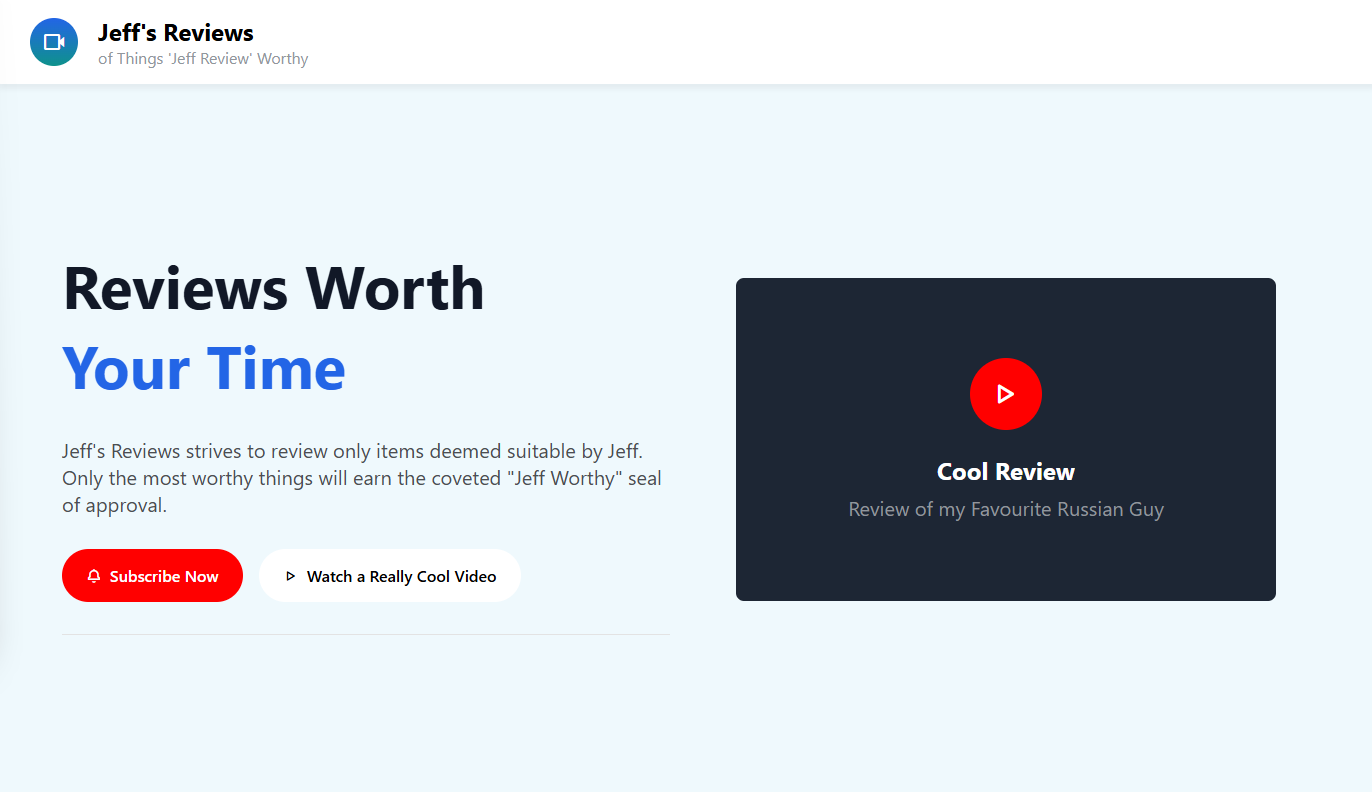 Jeff's Reviews
of Things 'Jeff Review' Worthy
Reviews Worth
Your Time
Jeff's Reviews strives to review only items deemed suitable by Jeff.
Only the most worthy things will earn the coveted "Jeff Worthy" seal
of approval.
Subscribe Now
Watch a Really Cool Video
Cool Review
Review of my Favourite Russian Guy